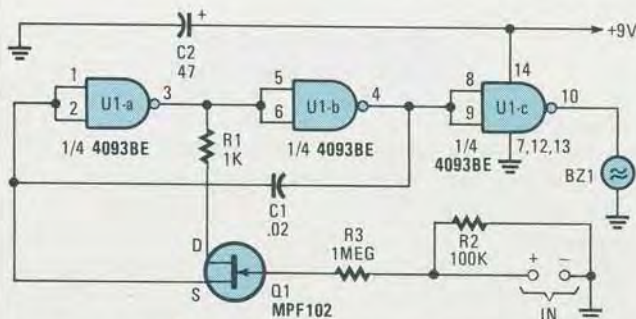 +
+9V
C2
47
1
2
U1-a
3
5
6
U1-b
4
14
8
9
U1-c
10
1/4 4093BE
R1
1K
1/4 4093BE
1/4
4093BE
7,12,13
C1
.02
BZ1
D
S
Q1
MPF102
R3
1MEG
R2
100K
+ −
IN